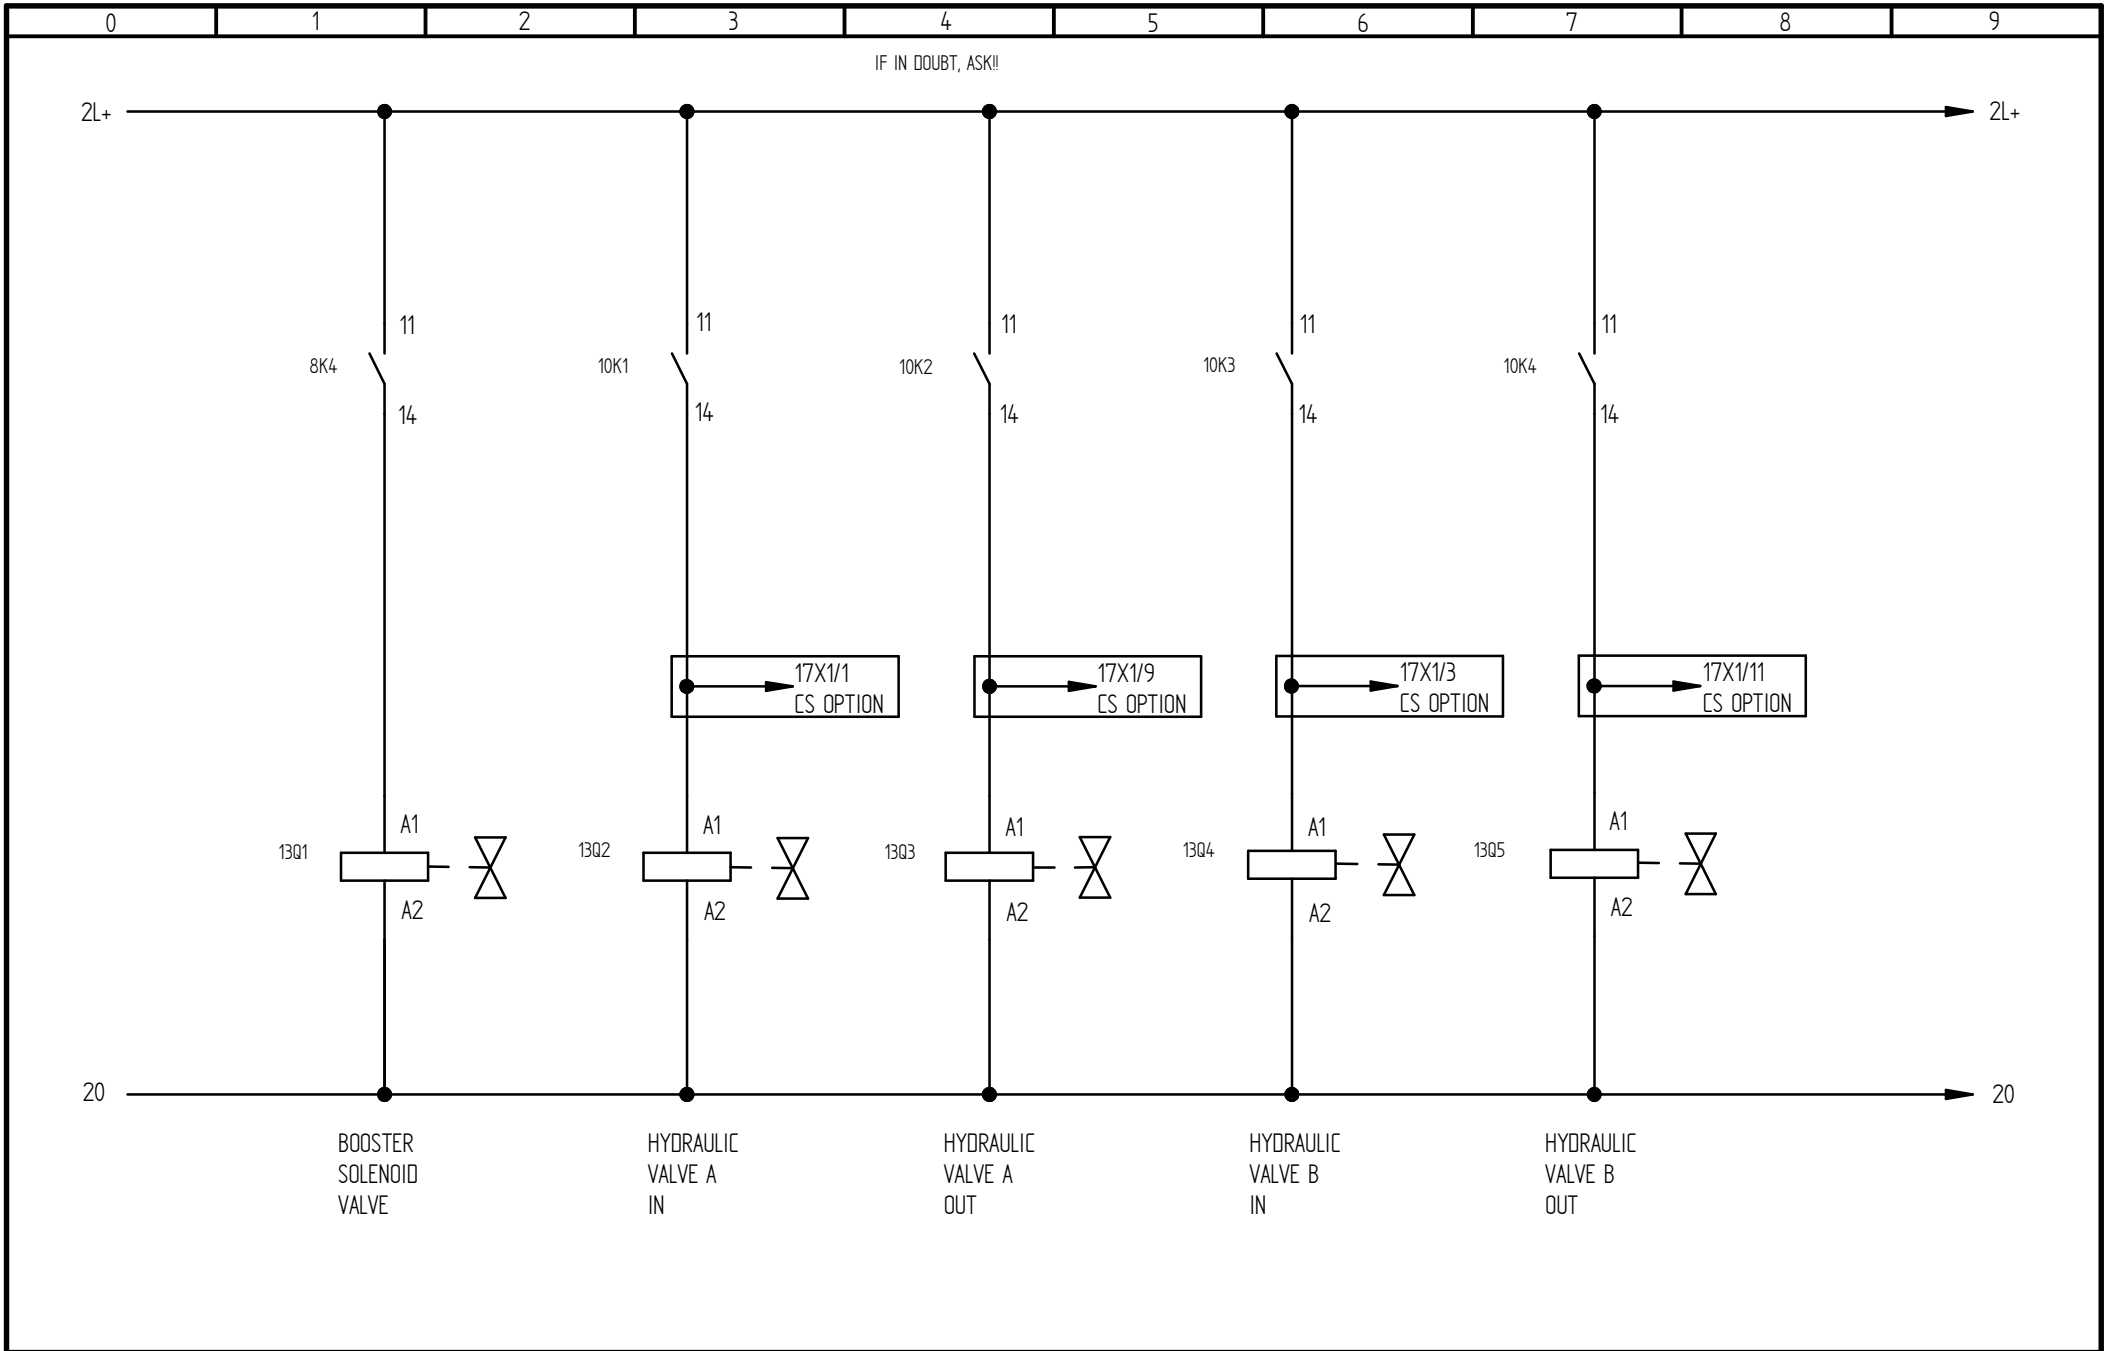 0 1 2 3 4 5 6 7 8 9
IF IN DOUBT, ASK!!
2L+ 2L+
11 11 11 11 11
8K4 10K1 10K2 10K3 10K4
14 14 14 14 14
17X1/1 17X1/9 17X1/3 17X1/11
CS OPTION CS OPTION CS OPTION CS OPTION
A1 A1 A1 A1 A1
13Q1 13Q2 13Q3 13Q4 13Q5
A2 A2 A2 A2 A2
20 20
BOOSTER
SOLENOID
VALVE
HYDRAULIC
VALVE A
IN
HYDRAULIC
VALVE A
OUT
HYDRAULIC
VALVE B
IN
HYDRAULIC
VALVE B
OUT